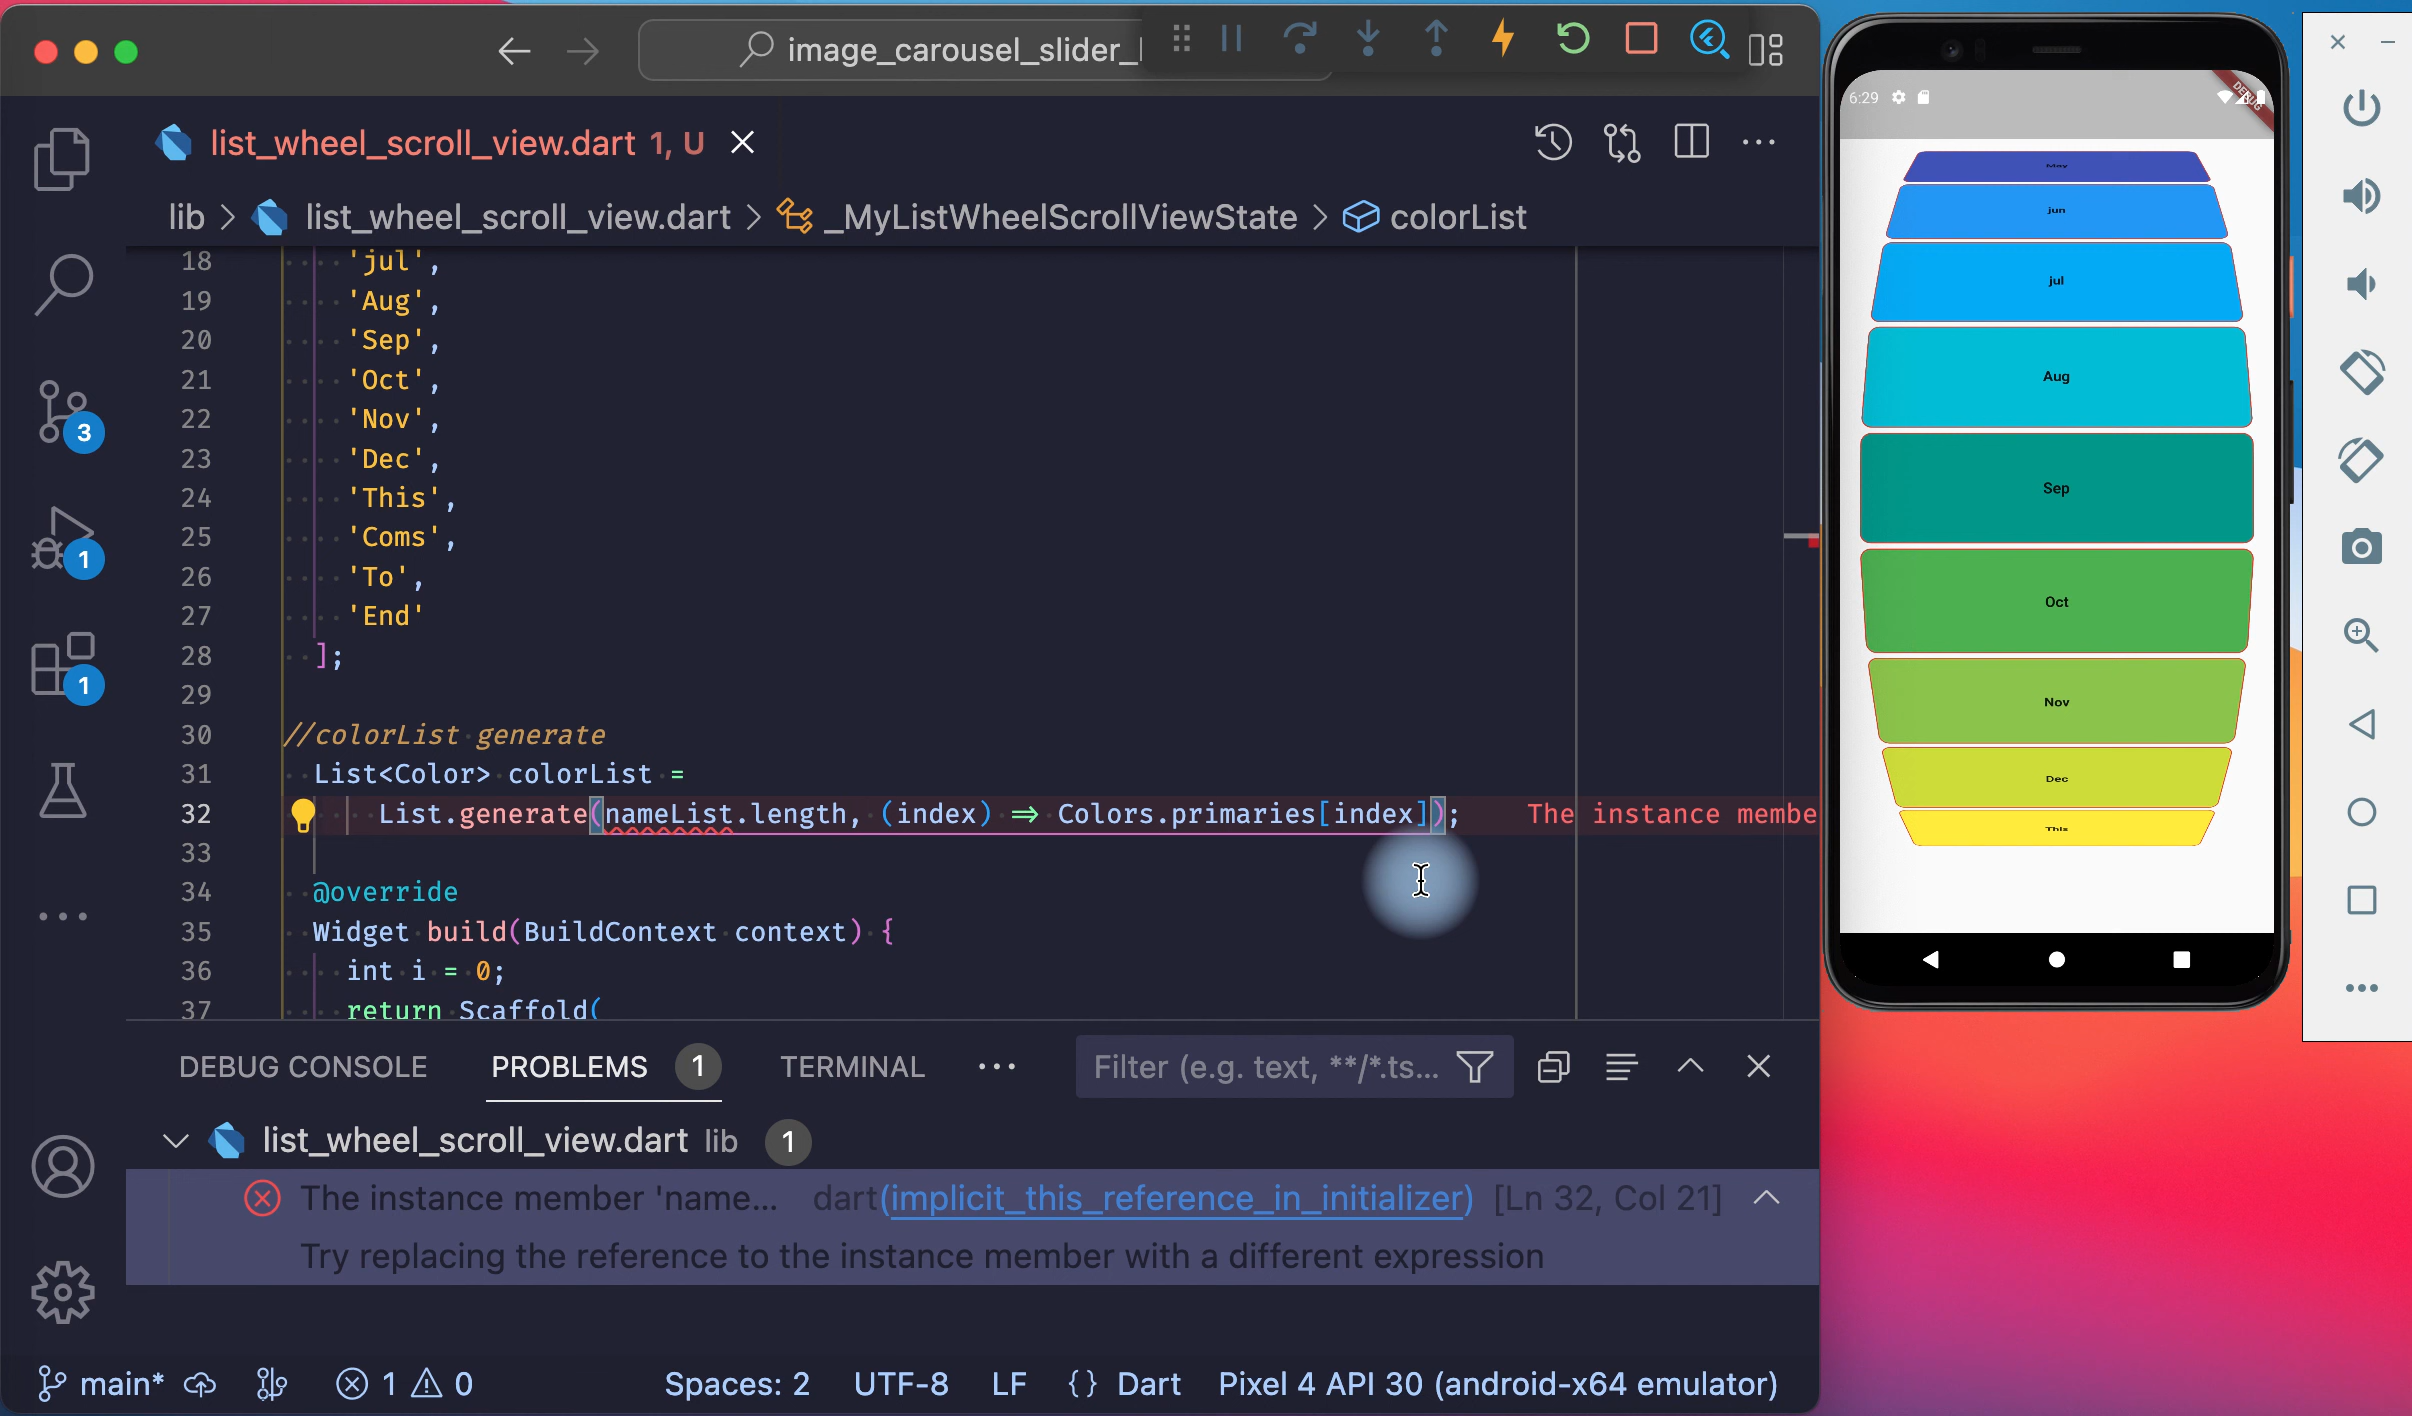 image_carousel_slider_
list_wheel_scroll_view.dart 1, U
lib > list_wheel_scroll_view.dart > _MyListWheelScrollViewState > colorList
18 'jul',
19 'Aug',
20 'Sep',
21 'Oct',
22 'Nov',
23 'Dec',
24 'This',
25 'Coms',
26 'To',
27 'End'
28 ];
29
30 //colorList generate
31 List<Color> colorList =
32 List.generate(nameList.length, (index) => Colors.primaries[index]); The instance membe
33
34 @override
35 Widget build(BuildContext context) {
36 int i = 0;
37 return Scaffold(
3
1
1
DEBUG CONSOLE PROBLEMS 1 TERMINAL Filter (e.g. text, **/*.ts...
list_wheel_scroll_view.dart lib 1
The instance member 'name... dart(implicit_this_reference_in_initializer) [Ln 32, Col 21]
Try replacing the reference to the instance member with a different expression
main* 1 0 Spaces: 2 UTF-8 LF {} Dart Pixel 4 API 30 (android-x64 emulator)
6:29
DEBUG
May
jun
jul
Aug
Sep
Oct
Nov
Dec
This